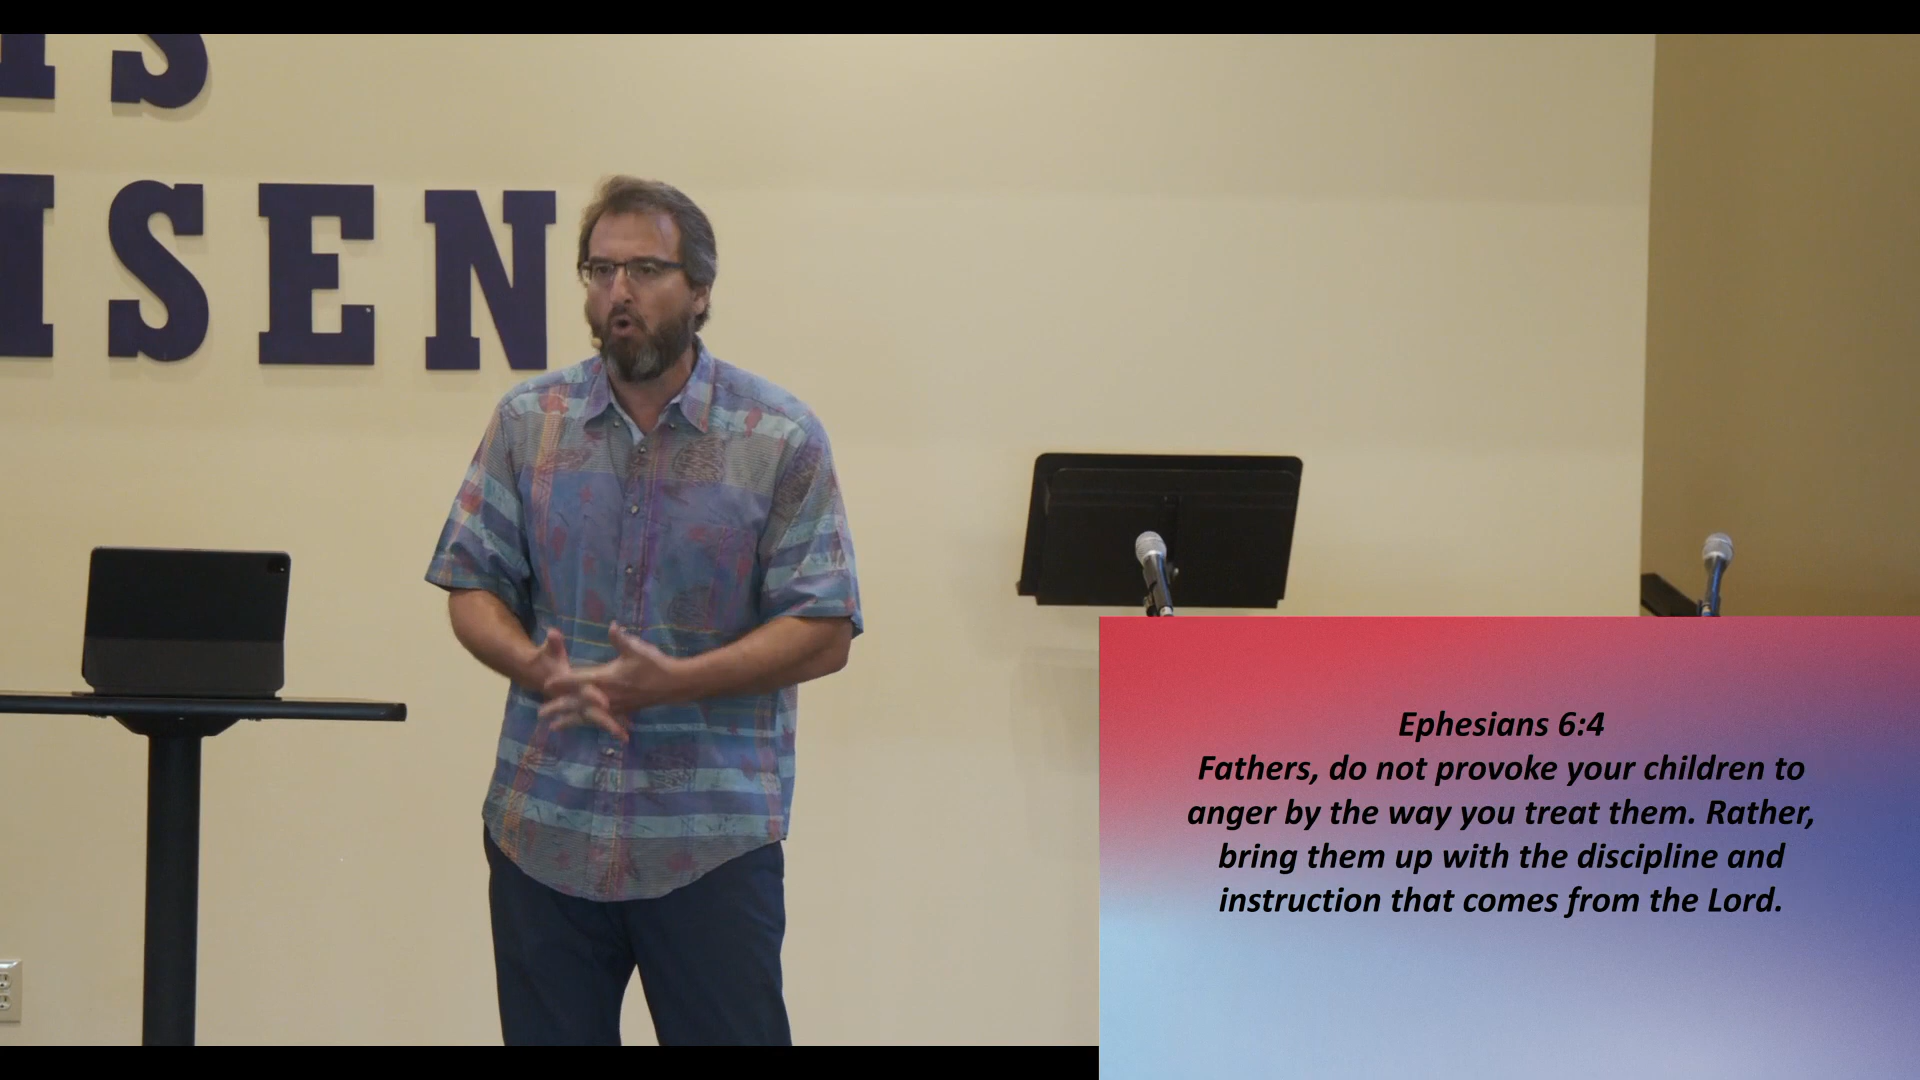 IS
ISEN
Ephesians 6:4
Fathers, do not provoke your children to
anger by the way you treat them. Rather,
bring them up with the discipline and
instruction that comes from the Lord.